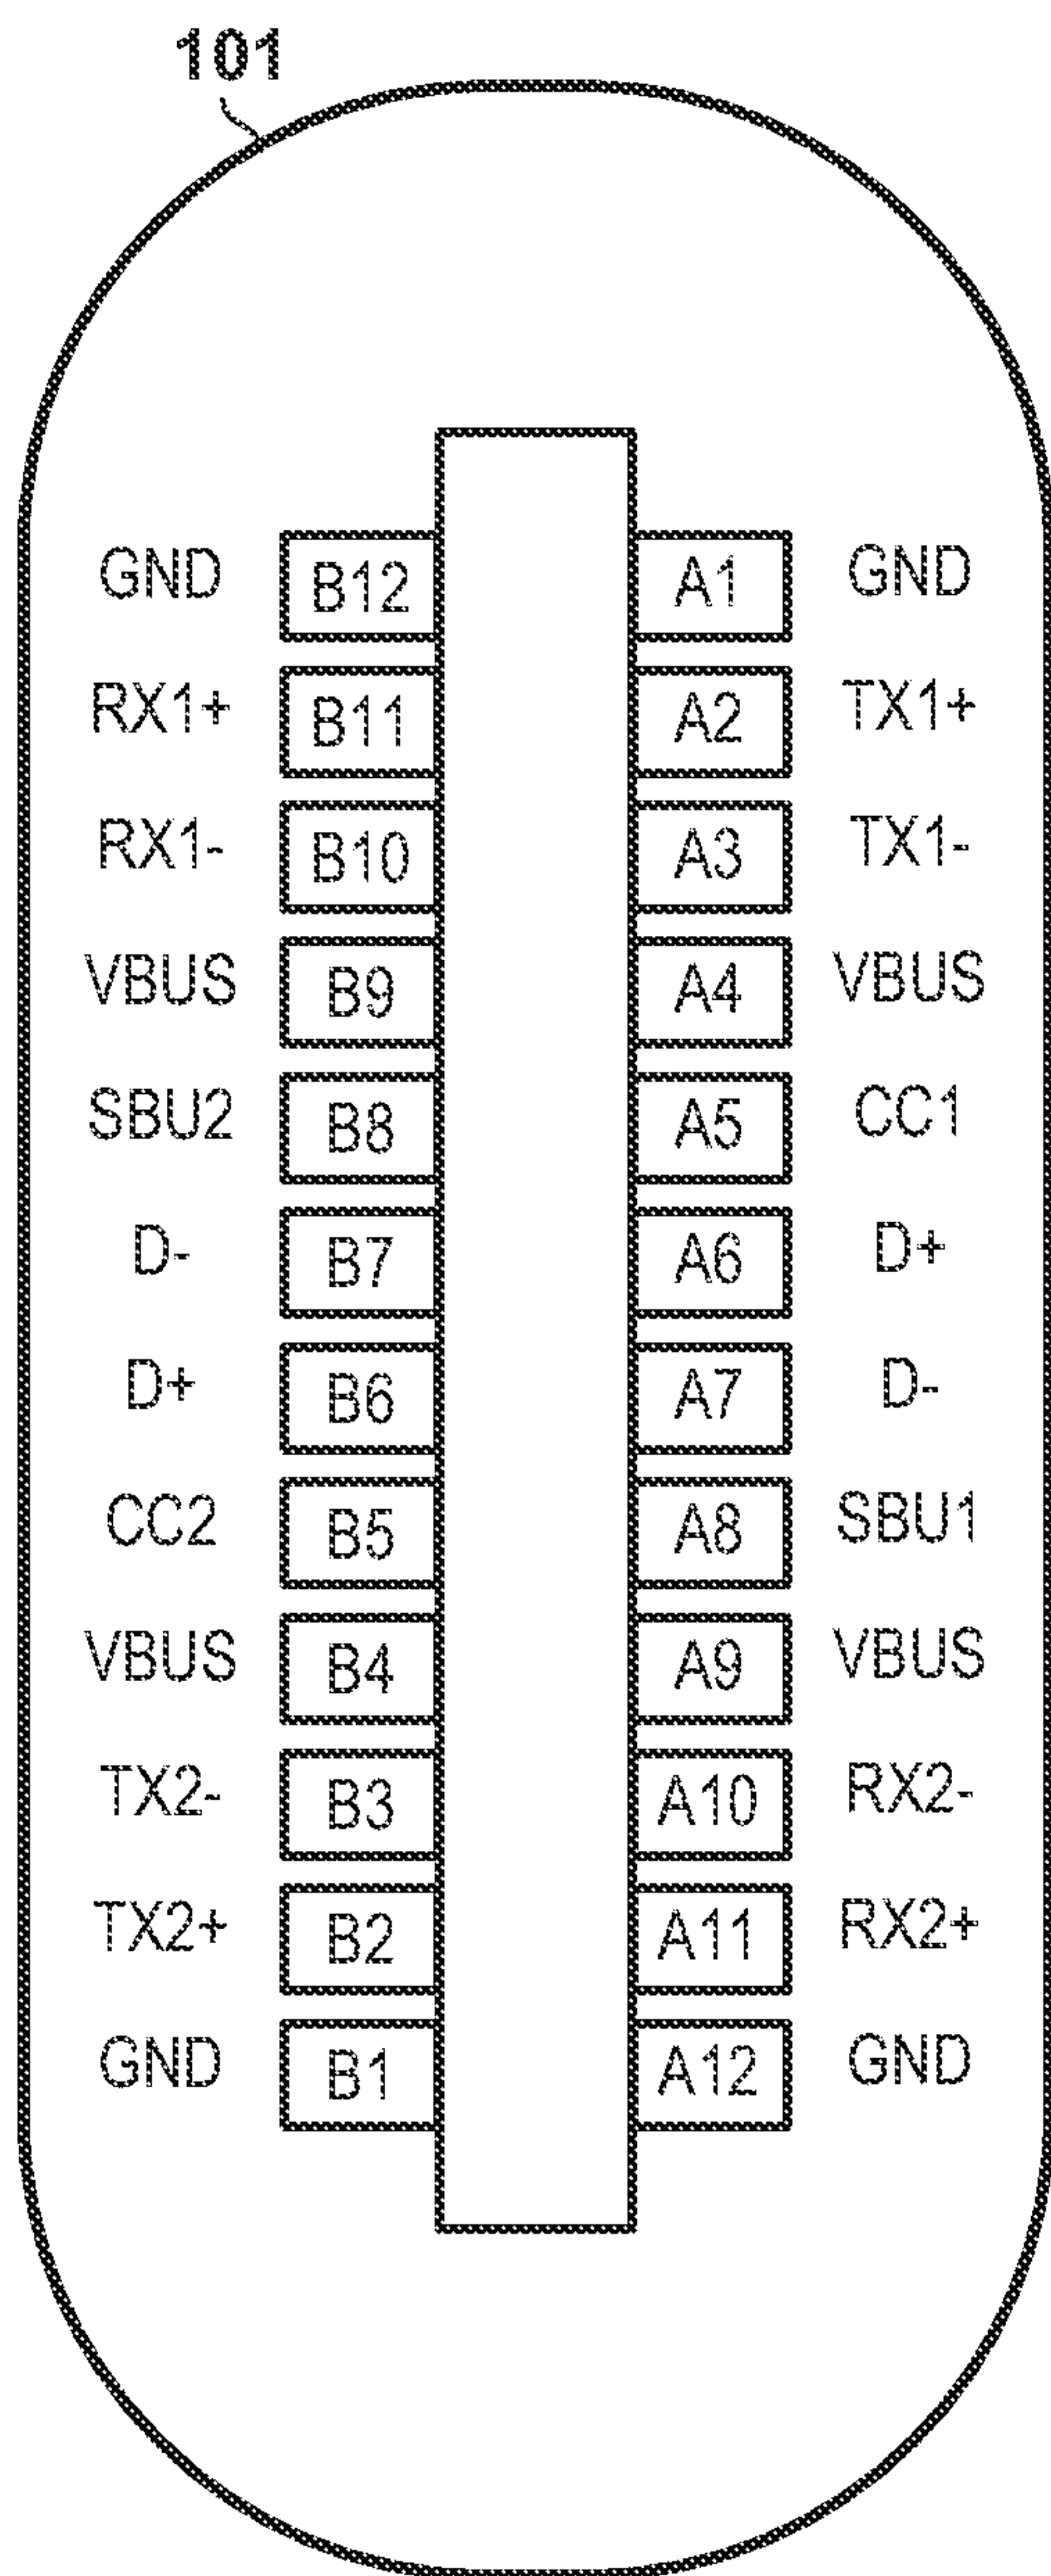 101
GND B12 A1 GND
RX1+ B11 A2 TX1+
RX1- B10 A3 TX1-
VBUS B9 A4 VBUS
SBU2 B8 A5 CC1
D- B7 A6 D+
D+ B6 A7 D-
CC2 B5 A8 SBU1
VBUS B4 A9 VBUS
TX2- B3 A10 RX2-
TX2+ B2 A11 RX2+
GND B1 A12 GND